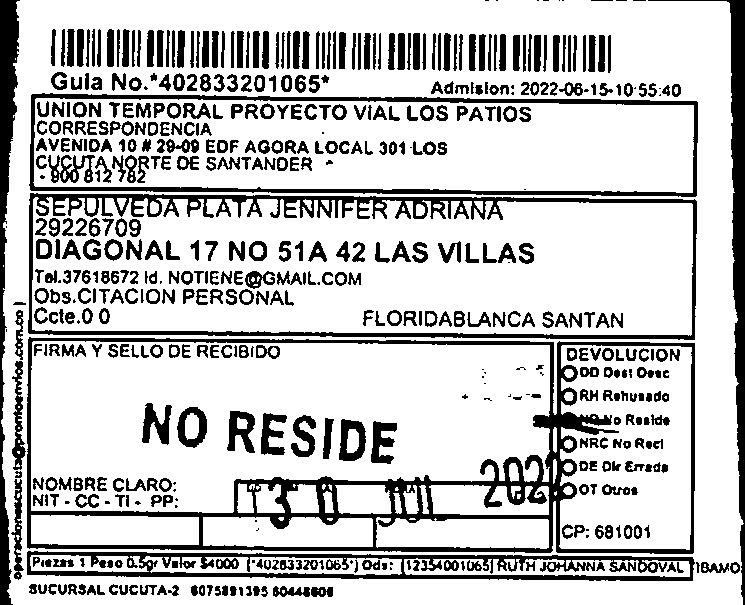 Guia No.*402833201065*
Admision: 2022-06-15-10:55:40
UNION TEMPORAL PROYECTO VIAL LOS PATIOS
CORRESPONDENCIA
AVENIDA 10 # 29-09 EDF AGORA LOCAL 301 LOS
CUCUTA NORTE DE SANTANDER -
- 900 812 782
SEPULVEDA PLATA JENNIFER ADRIANA
29226709
DIAGONAL 17 NO 51A 42 LAS VILLAS
Tel.37618672 Id. NOTIENE@GMAIL.COM
Obs.CITACION PERSONAL
Ccte.0 0 FLORIDABLANCA SANTAN
FIRMA Y SELLO DE RECIBIDO
NO RESIDE
NOMBRE CLARO:
NIT - CC - TI - PP:
30 JUL 202
DEVOLUCION
DD Dest Desc
RH Rehusado
NR No Reside
NRC No Recl
DE Dir Errada
OT Otros
CP: 681001
Piezas 1 Peso 0.5gr Valor $4000 (*402833201065*) Ods: [12354001065] RUTH JOHANNA SANDOVAL TIBAMO
SUCURSAL CUCUTA-2 6075891395 60448606
operacionescucuta@prontoenvios.com.co |